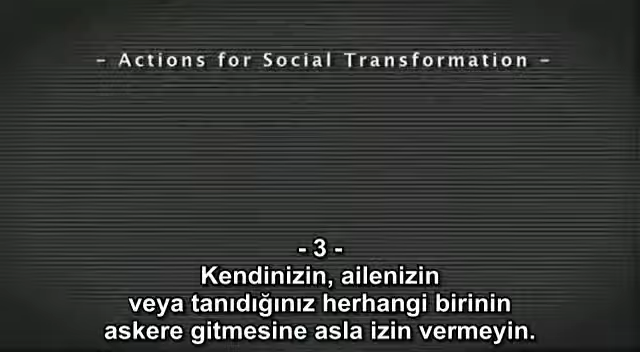 - Actions for Social Transformation -
- 3 -
Kendinizin, ailenizin
veya tanıdığınız herhangi birinin
askere gitmesine asla izin vermeyin.